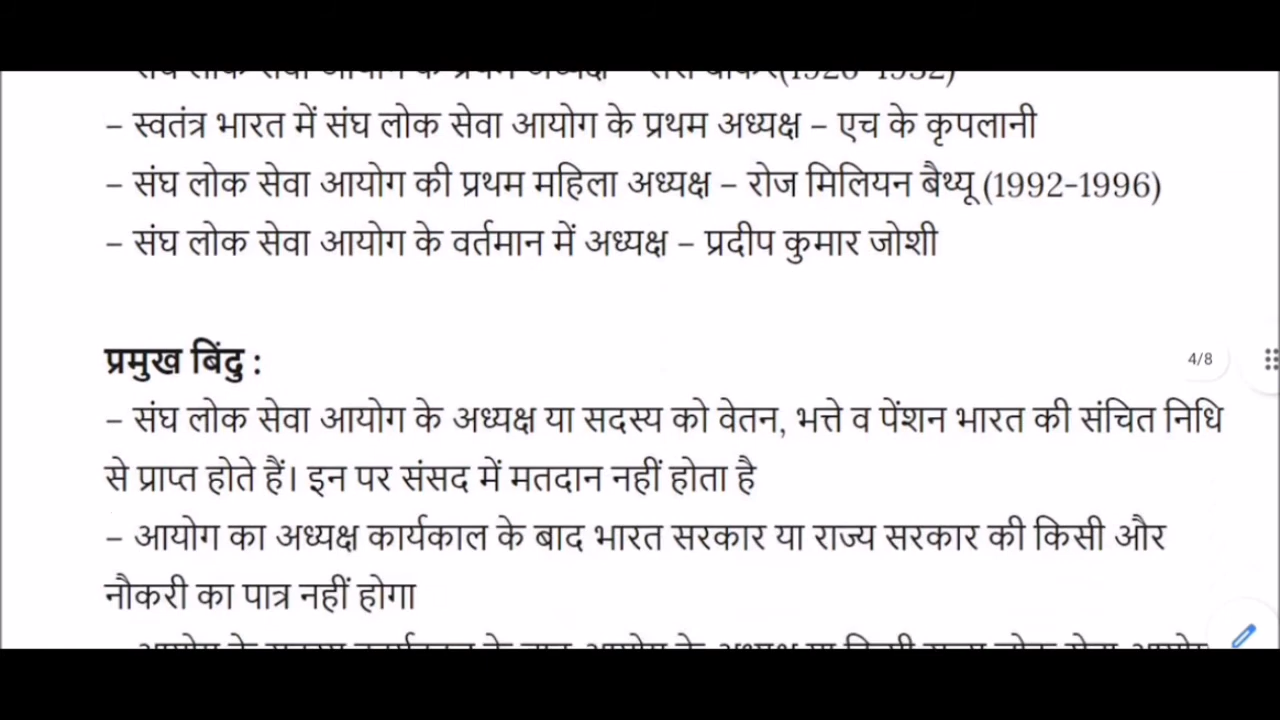 – स्वतंत्र भारत में संघ लोक सेवा आयोग के प्रथम अध्यक्ष – एच के कृपलानी
– संघ लोक सेवा आयोग की प्रथम महिला अध्यक्ष – रोज मिलियन बैथ्यू (1992-1996)
– संघ लोक सेवा आयोग के वर्तमान में अध्यक्ष – प्रदीप कुमार जोशी
प्रमुख बिंदु :
4/8
– संघ लोक सेवा आयोग के अध्यक्ष या सदस्य को वेतन, भत्ते व पेंशन भारत की संचित निधि
से प्राप्त होते हैं। इन पर संसद में मतदान नहीं होता है
– आयोग का अध्यक्ष कार्यकाल के बाद भारत सरकार या राज्य सरकार की किसी और
नौकरी का पात्र नहीं होगा